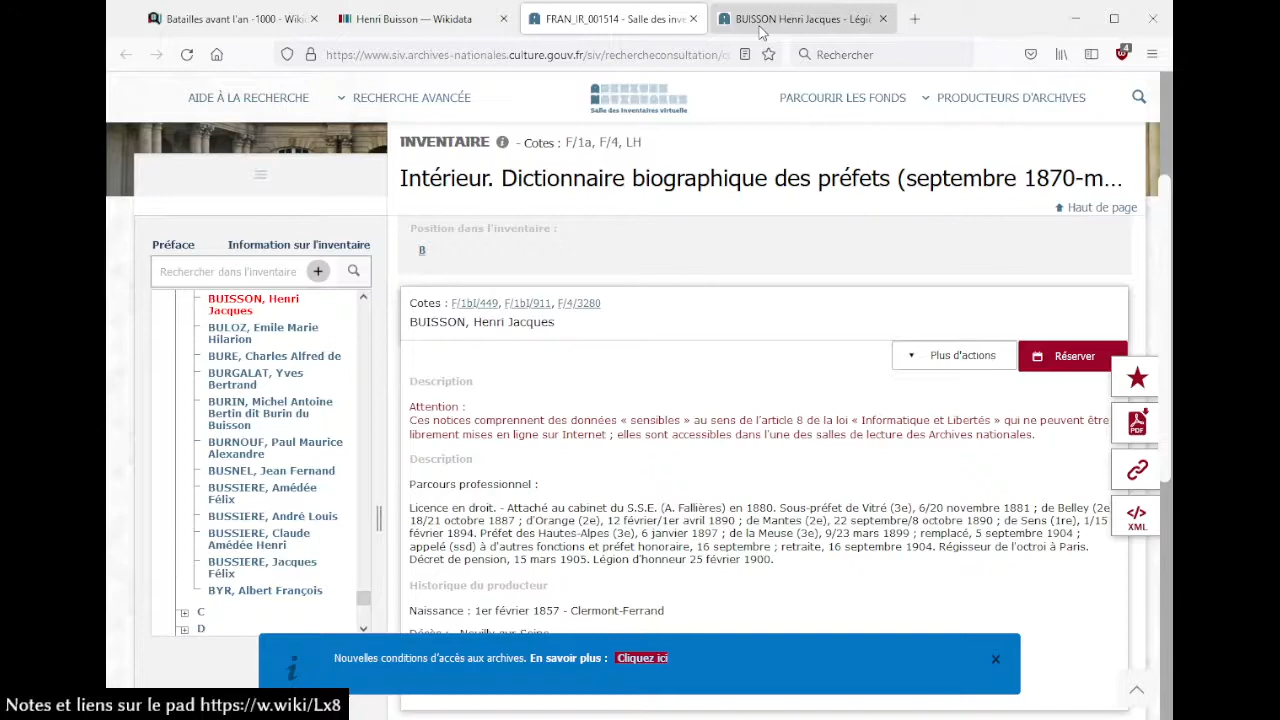 Batailles avant l'an -1000 - Wiki
Henri Buisson — Wikidata
FRAN_IR_001514 - Salle des inve
BUISSON Henri Jacques - Légi
https://www.siv.archives-nationales.culture.gouv.fr/siv/rechercheconsultation/c
Rechercher
4
AIDE À LA RECHERCHE
RECHERCHE AVANCÉE
Salle des Inventaires virtuelle
PARCOURIR LES FONDS
PRODUCTEURS D'ARCHIVES
INVENTAIRE - Cotes : F/1a, F/4, LH
Intérieur. Dictionnaire biographique des préfets (septembre 1870-m...
Haut de page
Préface
Information sur l'inventaire
Rechercher dans l'inventaire
BUISSON, Henri
Jacques
BULOZ, Emile Marie
Hilarion
BURE, Charles Alfred de
BURGALAT, Yves
Bertrand
BURIN, Michel Antoine
Bertin dit Burin du
Buisson
BURNOUF, Paul Maurice
Alexandre
BUSNEL, Jean Fernand
BUSSIERE, Amédée
Félix
BUSSIERE, André Louis
BUSSIERE, Claude
Amédée Henri
BUSSIERE, Jacques
Félix
BYR, Albert François
C
D
Position dans l'inventaire :
B
Cotes : F/1bI/449, F/1bI/911, F/4/3280
BUISSON, Henri Jacques
Plus d'actions
Réserver
Description
Attention :
Ces notices comprennent des données « sensibles » au sens de l'article 8 de la loi « Informatique et Libertés » qui ne peuvent être
librement mises en ligne sur Internet ; elles sont accessibles dans l'une des salles de lecture des Archives nationales.
Description
Parcours professionnel :
Licence en droit. - Attaché au cabinet du S.S.E. (A. Fallières) en 1880. Sous-préfet de Vitré (3e), 6/20 novembre 1881 ; de Belley (2e
18/21 octobre 1887 ; d'Orange (2e), 12 février/1er avril 1890 ; de Mantes (2e), 22 septembre/8 octobre 1890 ; de Sens (1re), 1/15
février 1894. Préfet des Hautes-Alpes (3e), 6 janvier 1897 ; de la Meuse (3e), 9/23 mars 1899 ; remplacé, 5 septembre 1904 ;
appelé (ssd) à d'autres fonctions et préfet honoraire, 16 septembre ; retraite, 16 septembre 1904. Régisseur de l'octroi à Paris.
Décret de pension, 15 mars 1905. Légion d'honneur 25 février 1900.
Historique du producteur
Naissance : 1er février 1857 - Clermont-Ferrand
PDF
XML
Nouvelles conditions d'accès aux archives. En savoir plus : Cliquez ici
Notes et liens sur le pad https://w.wiki/Lx8